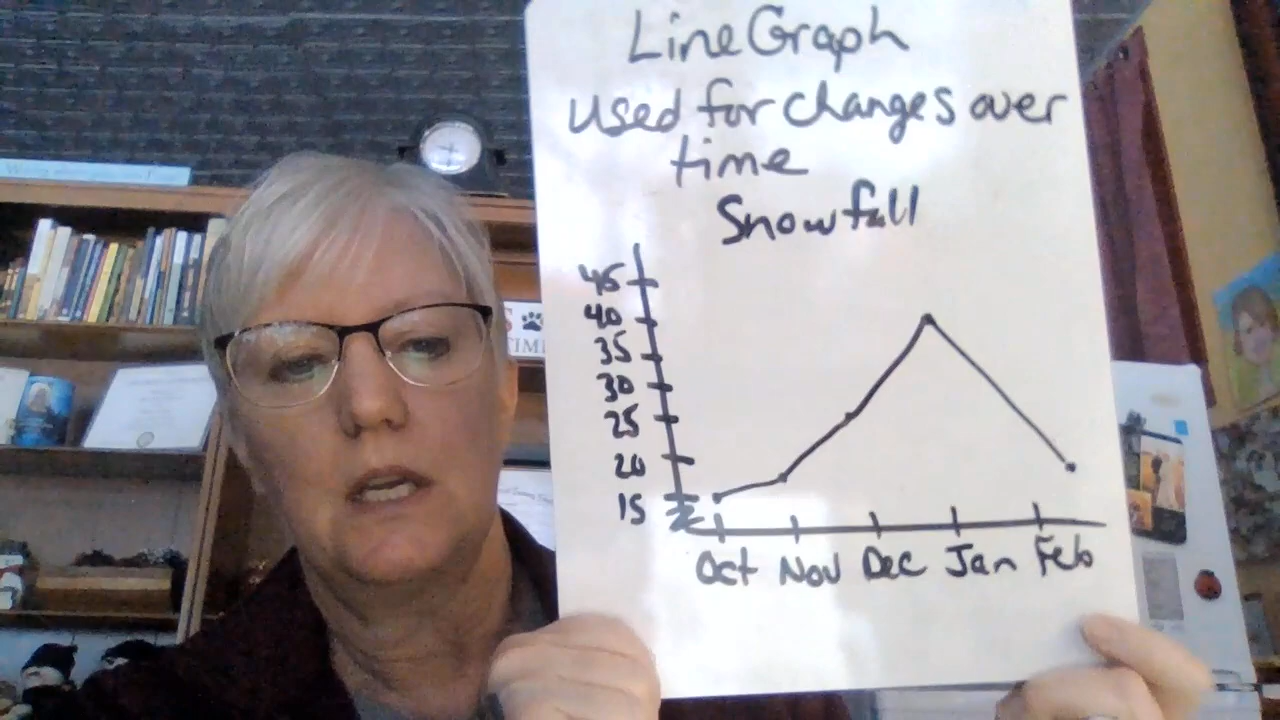 Line Graph
used for changes over
time
Snowfall
45
40
35
30
25
20
15
Oct Nov Dec Jan Feb
S
TIME